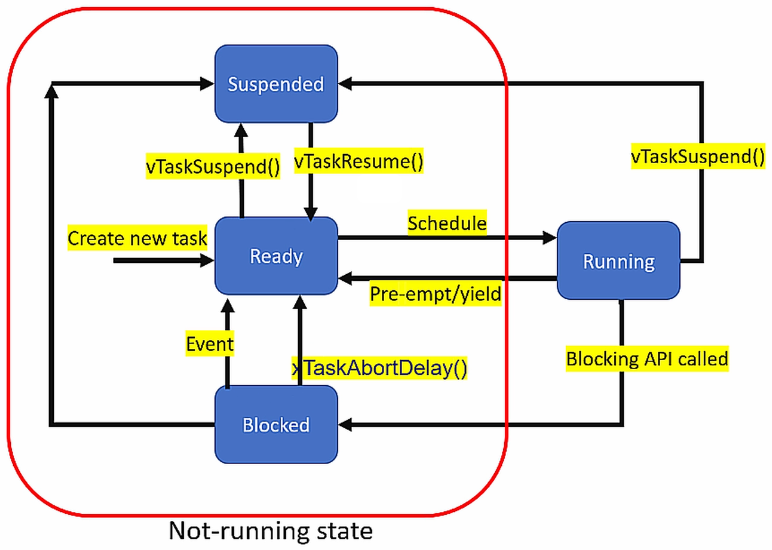 Suspended
vTaskSuspend()
vTaskResume()
vTaskSuspend()
Create new task
Ready
Schedule
Running
Pre-empt/yield
Event
xTaskAbortDelay()
Blocking API called
Blocked
Not-running state